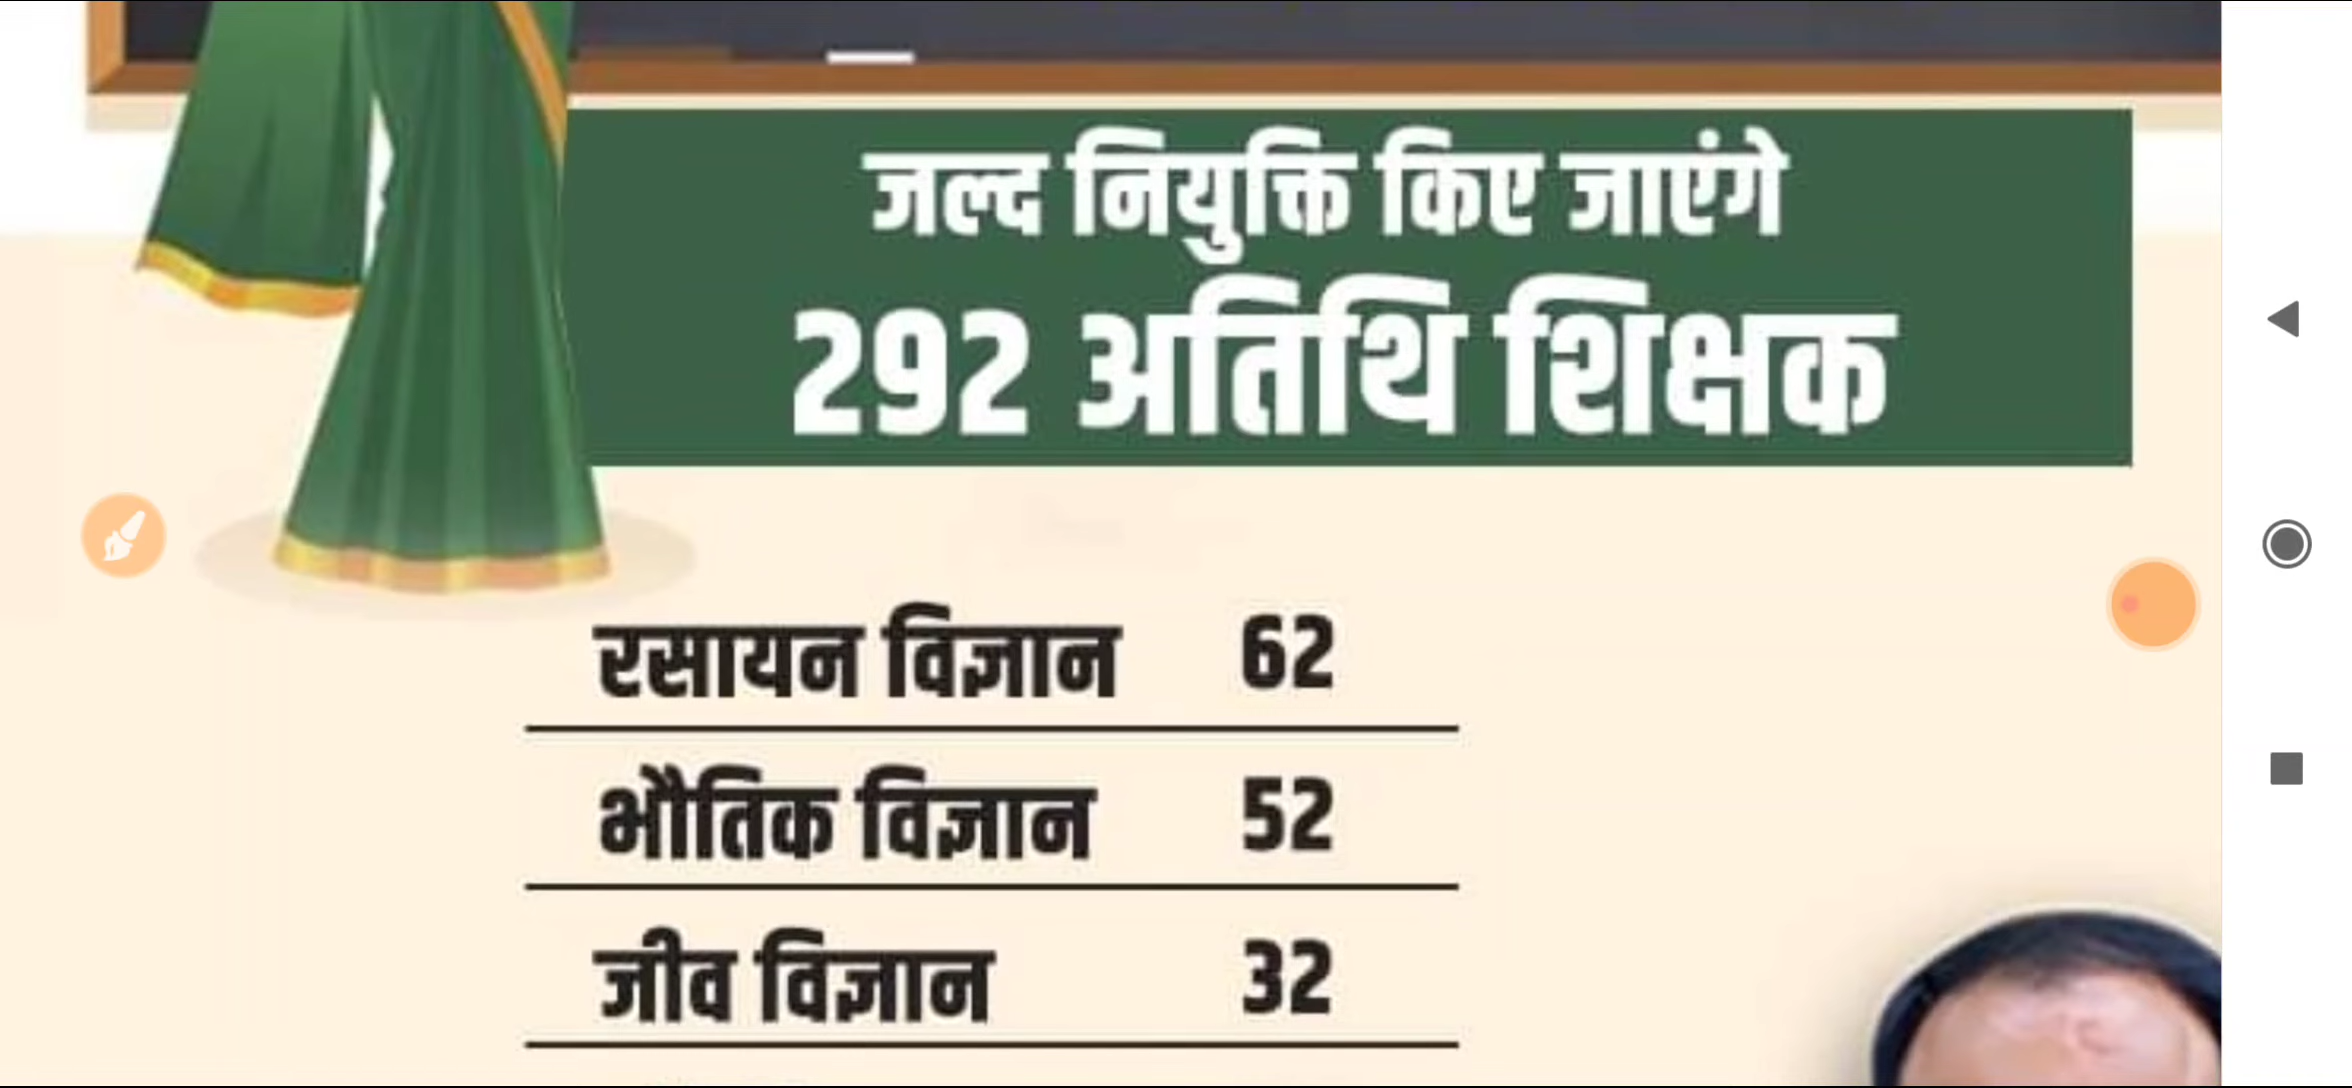 जल्द नियुक्ति किए जाएंगे
292 अतिथि शिक्षक
रसायन विज्ञान 62
भौतिक विज्ञान 52
जीव विज्ञान 32